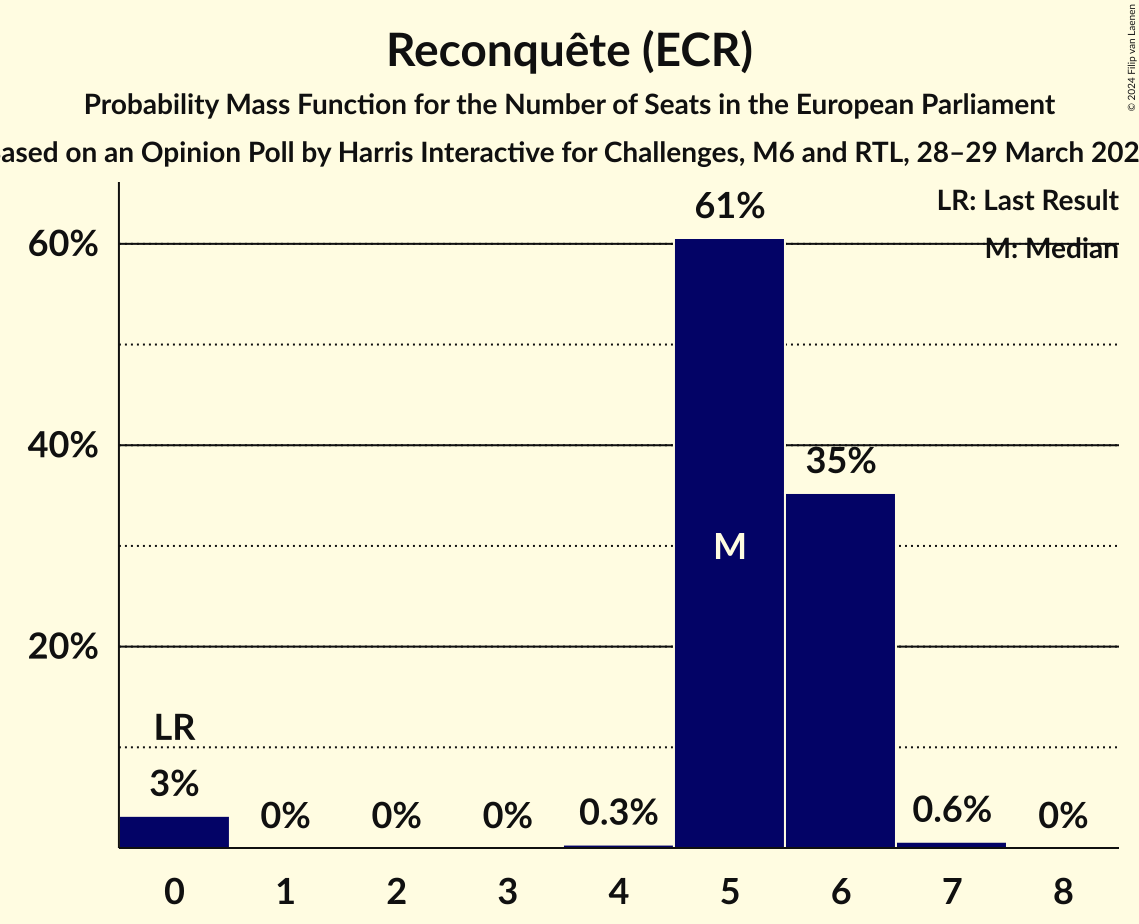 Reconquête (ECR)
Probability Mass Function for the Number of Seats in the European Parliament
ased on an Opinion Poll by Harris Interactive for Challenges, M6 and RTL, 28–29 March 202
© 2024 Filip van Laenen
LR: Last Result
M: Median
61%
60%
40%
35%
M
20%
LR
3%
0%
0%
0%
0.3%
0.6%
0%
0 1 2 3 4 5 6 7 8